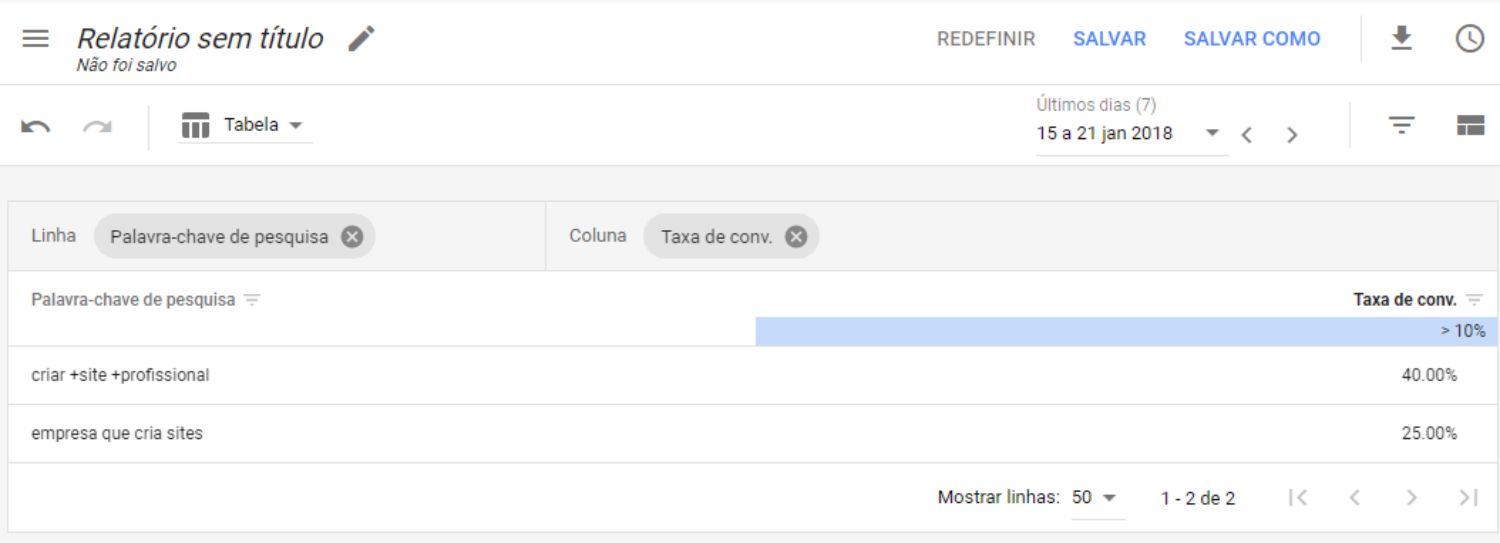 Relatório sem título
Não foi salvo
REDEFINIR SALVAR SALVAR COMO
Tabela
Últimos dias (7)
15 a 21 jan 2018
Linha Palavra-chave de pesquisa Coluna Taxa de conv.
Palavra-chave de pesquisa Taxa de conv.
> 10%
criar +site +profissional 40.00%
empresa que cria sites 25.00%
Mostrar linhas: 50 1 - 2 de 2